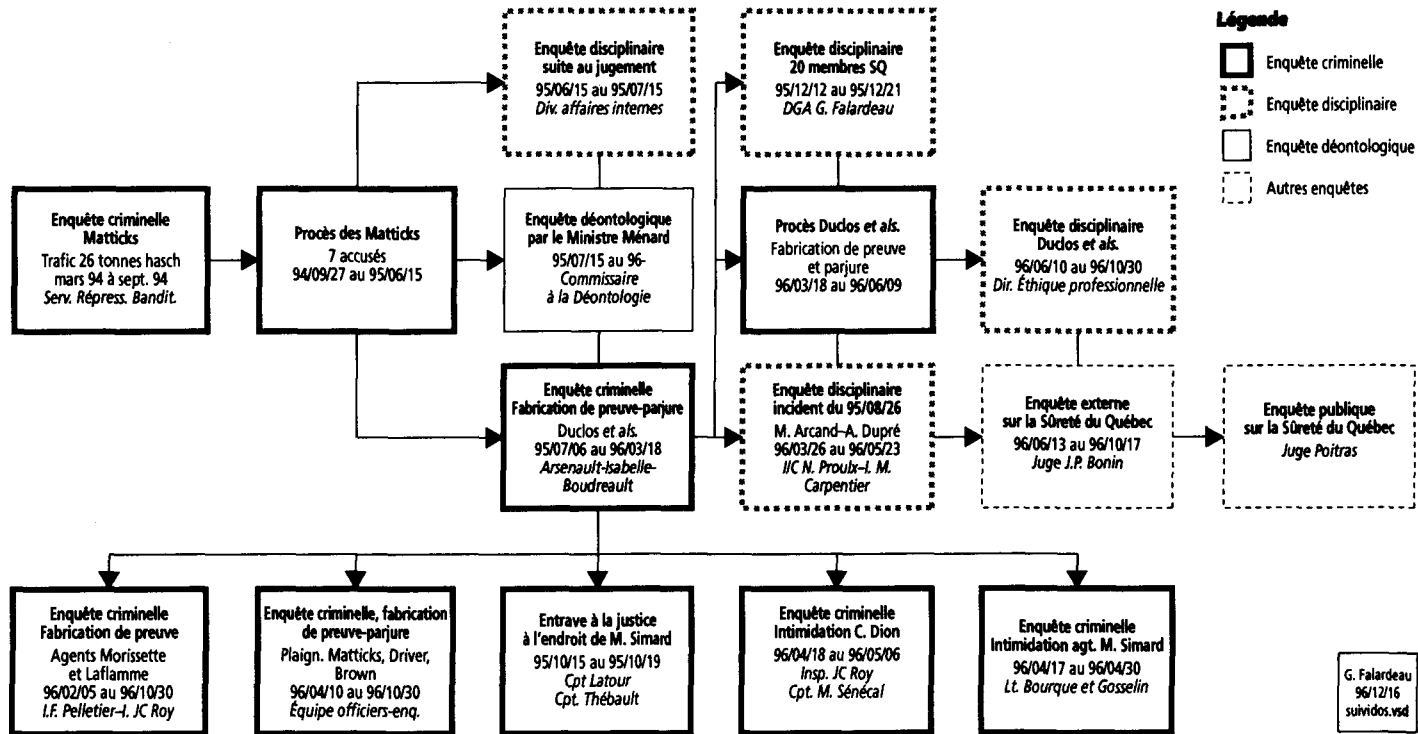 Légende
Enquête criminelle
Enquête disciplinaire
Enquête déontologique
Autres enquêtes
Enquête disciplinaire
suite au jugement
95/06/15 au 95/07/15
Div. affaires internes
Enquête disciplinaire
20 membres SQ
95/12/12 au 95/12/21
DGA G. Falardeau
Enquête criminelle
Matticks
Trafic 26 tonnes hasch
mars 94 à sept. 94
Serv. Répress. Bandit.
Procès des Matticks
7 accusés
94/09/27 au 95/06/15
Enquête déontologique
par le Ministre Ménard
95/07/15 au 96-
Commissaire
à la Déontologie
Procès Duclos et als.
Fabrication de preuve
et parjure
96/03/18 au 96/06/09
Enquête disciplinaire
Duclos et als.
96/06/10 au 96/10/30
Dir. Éthique professionnelle
Enquête criminelle
Fabrication de preuve-parjure
Duclos et als.
95/07/06 au 96/03/18
Arsenault-Isabelle-
Boudreault
Enquête disciplinaire
incident du 95/08/26
M. Arcand–A. Dupré
96/03/26 au 96/05/23
I/C N. Proulx–I. M.
Carpentier
Enquête externe
sur la Sûreté du Québec
96/06/13 au 96/10/17
Juge J.P. Bonin
Enquête publique
sur la Sûreté du Québec
Juge Poitras
Enquête criminelle
Fabrication de preuve
Agents Morissette
et Laflamme
96/02/05 au 96/10/30
I.F. Pelletier–I. JC Roy
Enquête criminelle, fabrication
de preuve-parjure
Plaign. Matticks, Driver,
Brown
96/04/10 au 96/10/30
Équipe officiers-enq.
Entrave à la justice
à l'endroit de M. Simard
95/10/15 au 95/10/19
Cpt Latour
Cpt. Thébault
Enquête criminelle
Intimidation C. Dion
96/04/18 au 96/05/06
Insp. JC Roy
Cpt. M. Sénécal
Enquête criminelle
Intimidation agt. M. Simard
96/04/17 au 96/04/30
Lt. Bourque et Gosselin
G. Falardeau
96/12/16
suividos.vsd